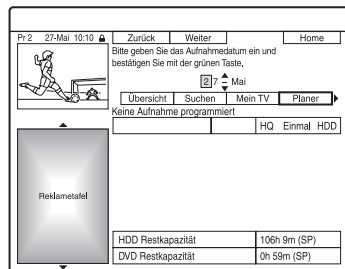 Pr 2 27-Mai 10:10
Zurück Weiter Home
Bitte geben Sie das Aufnahmedatum ein und
bestätigen Sie mit der grünen Taste.
27 Mai
Übersicht Suchen Mein TV Planer
Keine Aufnahme programmiert
HQ Einmal HDD
Reklametafel
HDD Restkapazität 106h 9m (SP)
DVD Restkapazität 0h 59m (SP)